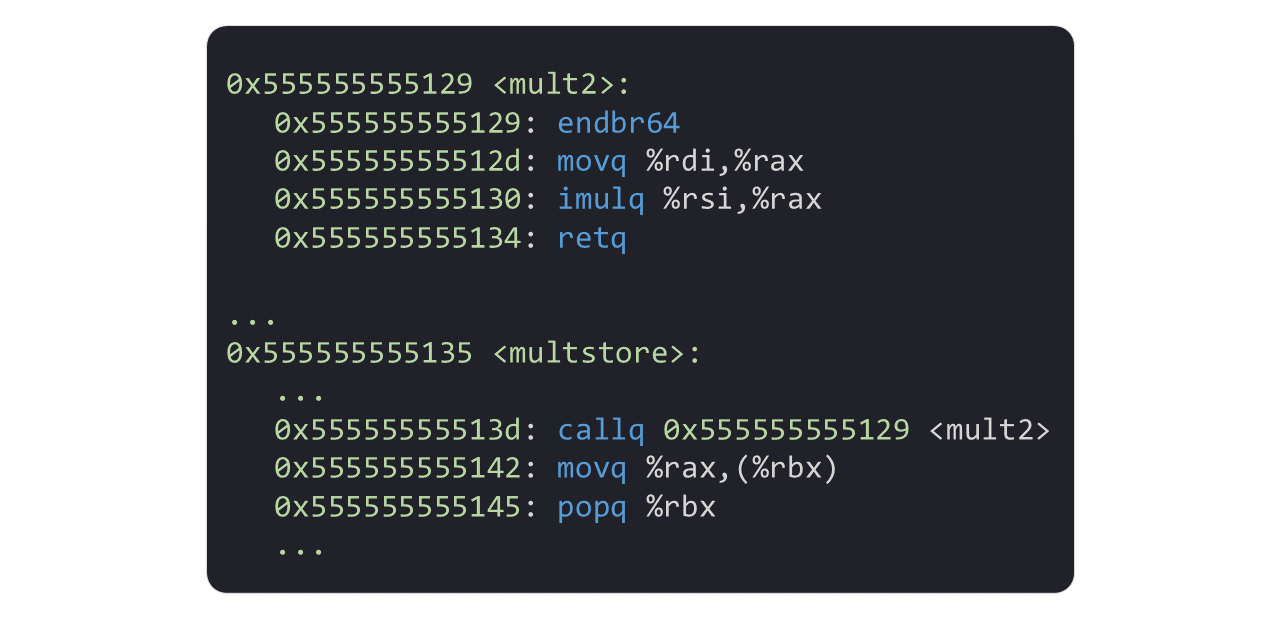 0x555555555129 <mult2>:
0x555555555129: endbr64
0x55555555512d: movq %rdi,%rax
0x555555555130: imulq %rsi,%rax
0x555555555134: retq
...
0x555555555135 <multstore>:
...
0x55555555513d: callq 0x555555555129 <mult2>
0x555555555142: movq %rax,(%rbx)
0x555555555145: popq %rbx
...